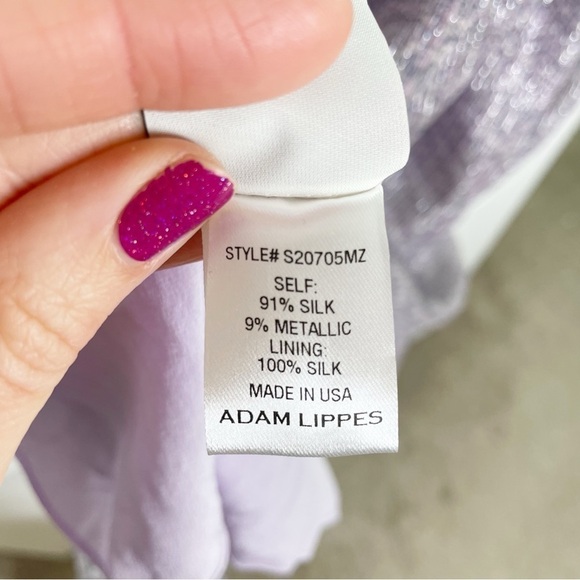 STYLE# S20705MZ
SELF:
91% SILK
9% METALLIC
LINING:
100% SILK
MADE IN USA
ADAM LIPPES